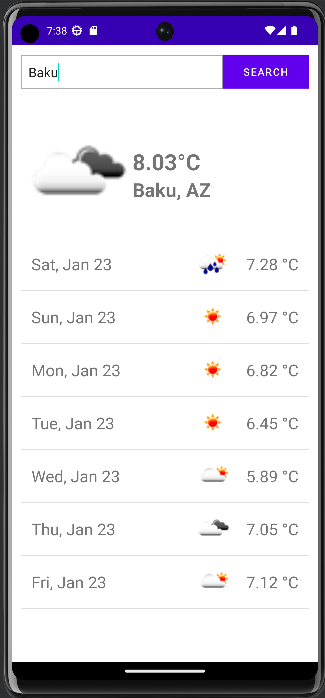 7:38
Baku
SEARCH
8.03°C
Baku, AZ
Sat, Jan 23 7.28 °C
Sun, Jan 23 6.97 °C
Mon, Jan 23 6.82 °C
Tue, Jan 23 6.45 °C
Wed, Jan 23 5.89 °C
Thu, Jan 23 7.05 °C
Fri, Jan 23 7.12 °C